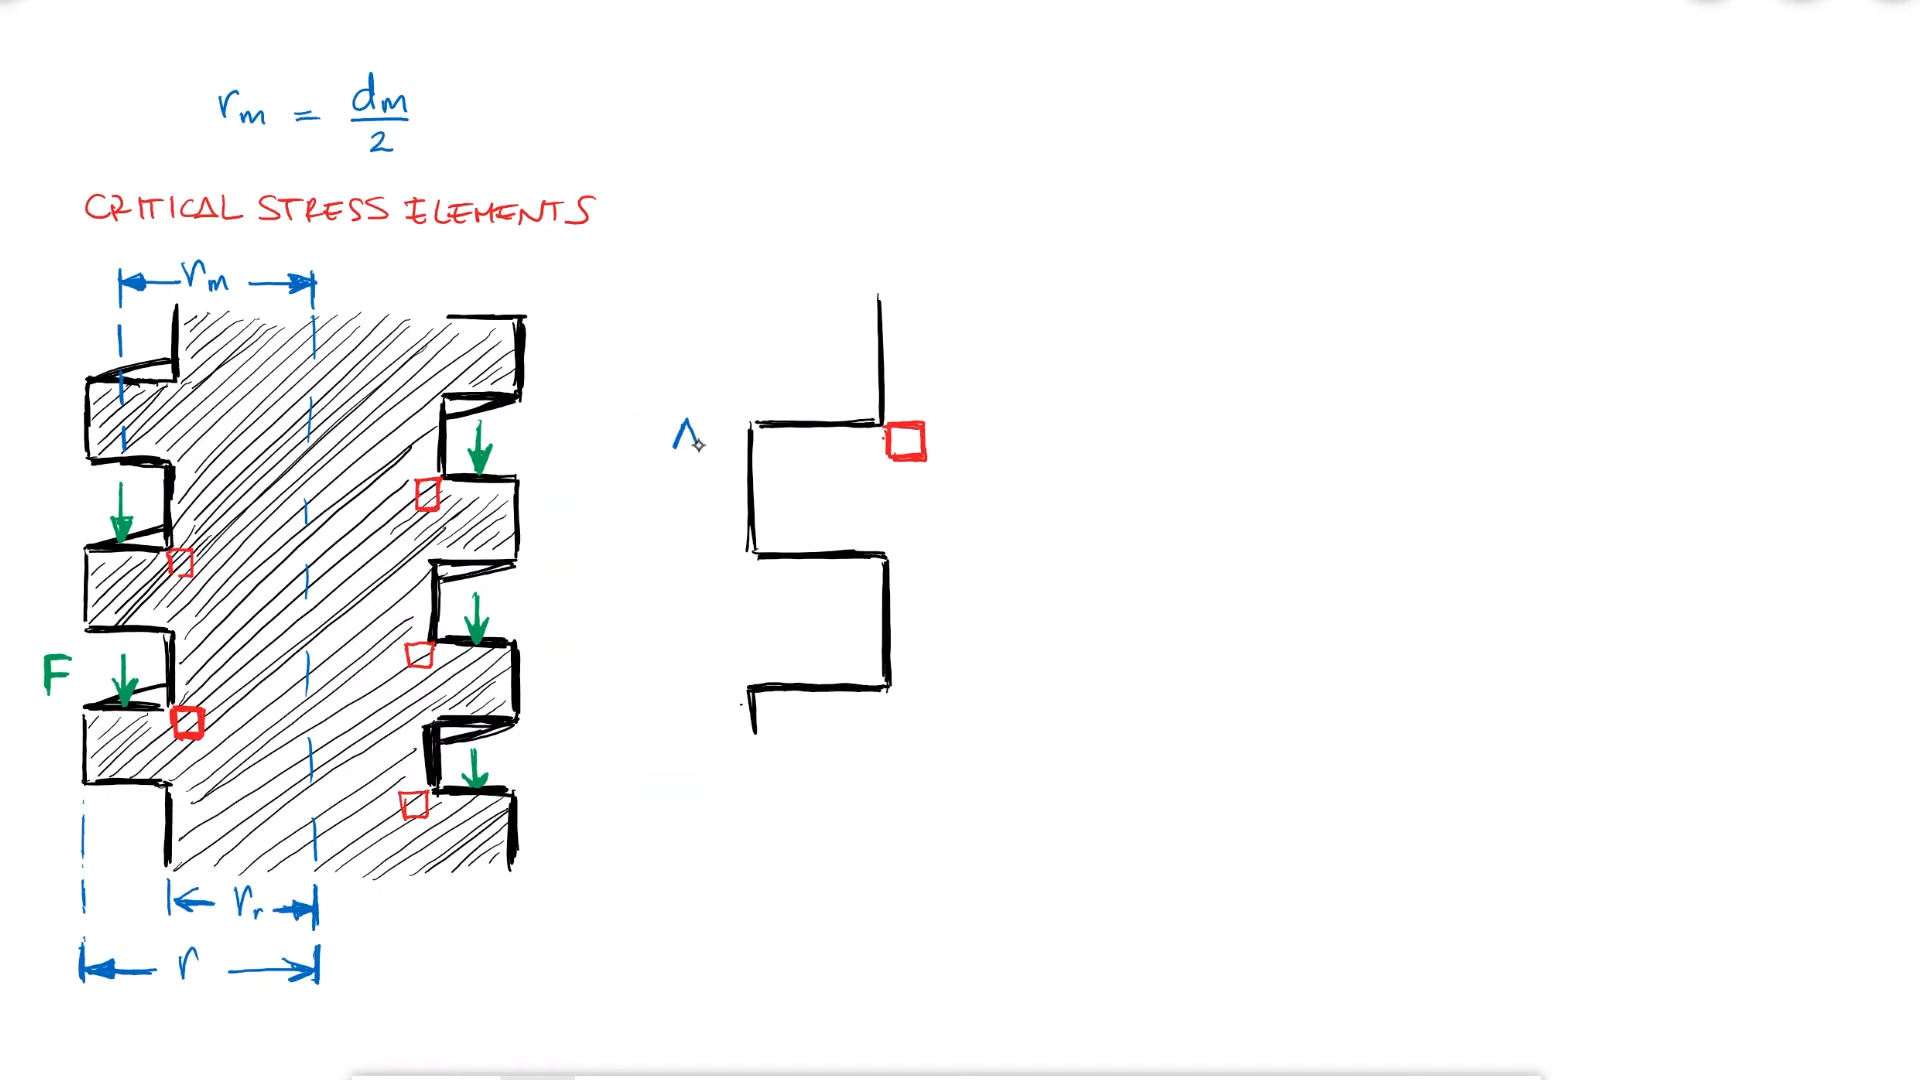 rm = dm/2
CRITICAL STRESS ELEMENTS
rm
F
rr
r